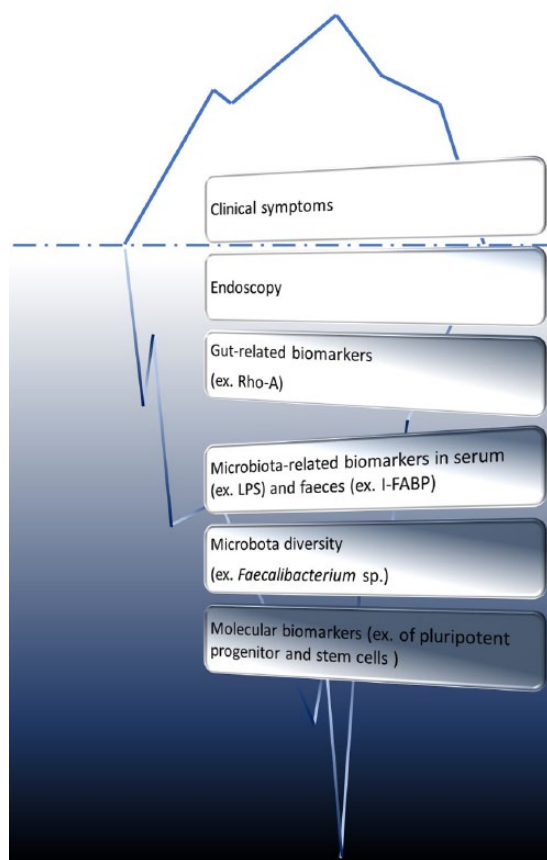 Clinical symptoms
Endoscopy
Gut-related biomarkers
(ex. Rho-A)
Microbiota-related biomarkers in serum
(ex. LPS) and faeces (ex. I-FABP)
Microbota diversity
(ex. Faecalibacterium sp.)
Molecular biomarkers (ex. of pluripotent
progenitor and stem cells )